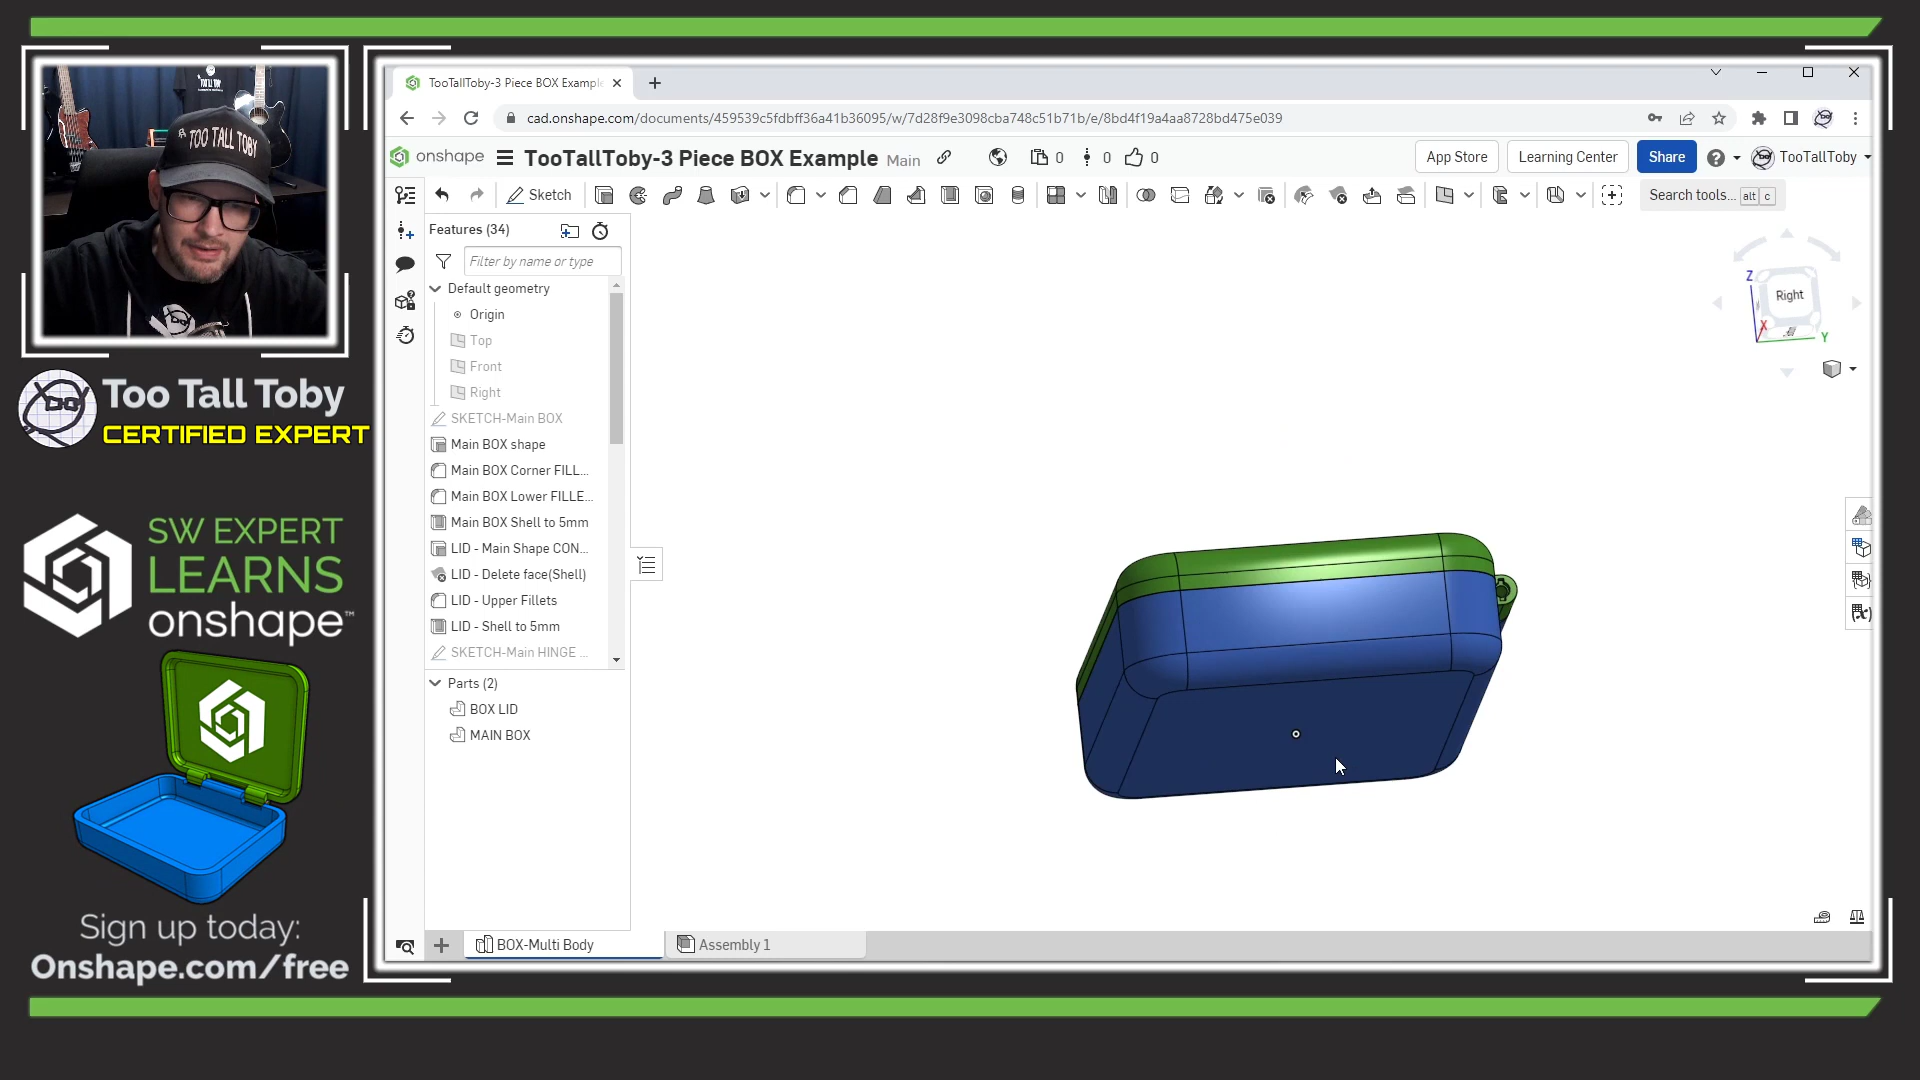 TooTallToby-3 Piece BOX Example
cad.onshape.com/documents/459539c5fdbff36a41b36095/w/7d28f9e3098cba748c51b71b/e/8bd4f19a4aa8728bd475e039
onshape
TooTallToby-3 Piece BOX Example Main
0
0
0
App Store
Learning Center
Share
TooTallToby
Sketch
Search tools... alt c
Features (34)
Filter by name or type
Default geometry
Origin
Top
Front
Right
SKETCH-Main BOX
Main BOX shape
Main BOX Corner FILL...
Main BOX Lower FILLE...
Main BOX Shell to 5mm
LID - Main Shape CON...
LID - Delete face(Shell)
LID - Upper Fillets
LID - Shell to 5mm
SKETCH-Main HINGE ...
Parts (2)
BOX LID
MAIN BOX
Right
Z
X
Y
BOX-Multi Body
Assembly 1
TOO TALL TOBY
Too Tall Toby
CERTIFIED EXPERT
SW EXPERT
LEARNS
onshape™
Sign up today:
Onshape.com/free